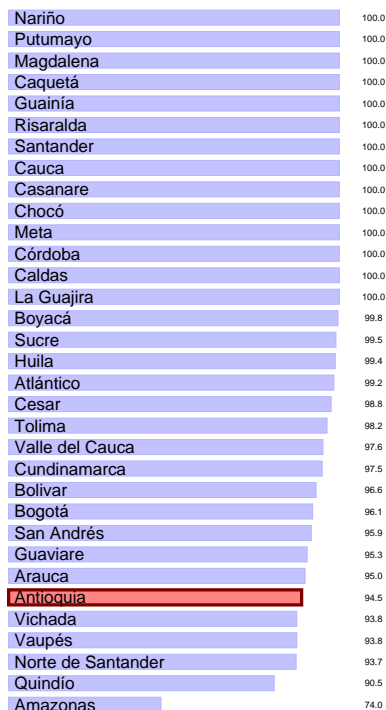 Nariño 100.0
Putumayo 100.0
Magdalena 100.0
Caquetá 100.0
Guainía 100.0
Risaralda 100.0
Santander 100.0
Cauca 100.0
Casanare 100.0
Chocó 100.0
Meta 100.0
Córdoba 100.0
Caldas 100.0
La Guajira 100.0
Boyacá 99.8
Sucre 99.5
Huila 99.4
Atlántico 99.2
Cesar 98.8
Tolima 98.2
Valle del Cauca 97.6
Cundinamarca 97.5
Bolivar 96.6
Bogotá 96.1
San Andrés 95.9
Guaviare 95.3
Arauca 95.0
Antioquia 94.5
Vichada 93.8
Vaupés 93.8
Norte de Santander 93.7
Quindío 90.5
Amazonas 74.0